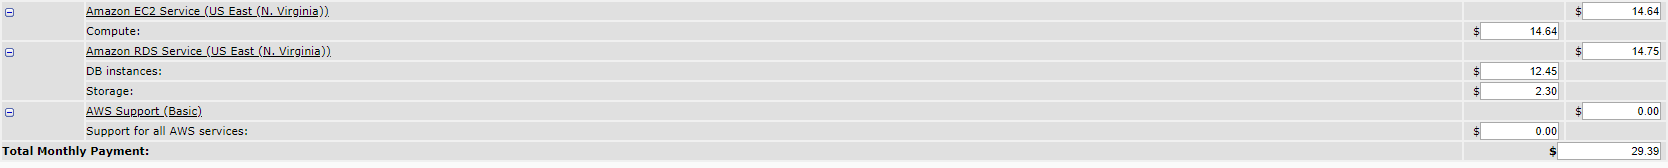 Amazon EC2 Service (US East (N. Virginia)) $ 14.64
Compute: $ 14.64
Amazon RDS Service (US East (N. Virginia)) $ 14.75
DB instances: $ 12.45
Storage: $ 2.30
AWS Support (Basic) $ 0.00
Support for all AWS services: $ 0.00
Total Monthly Payment: $ 29.39